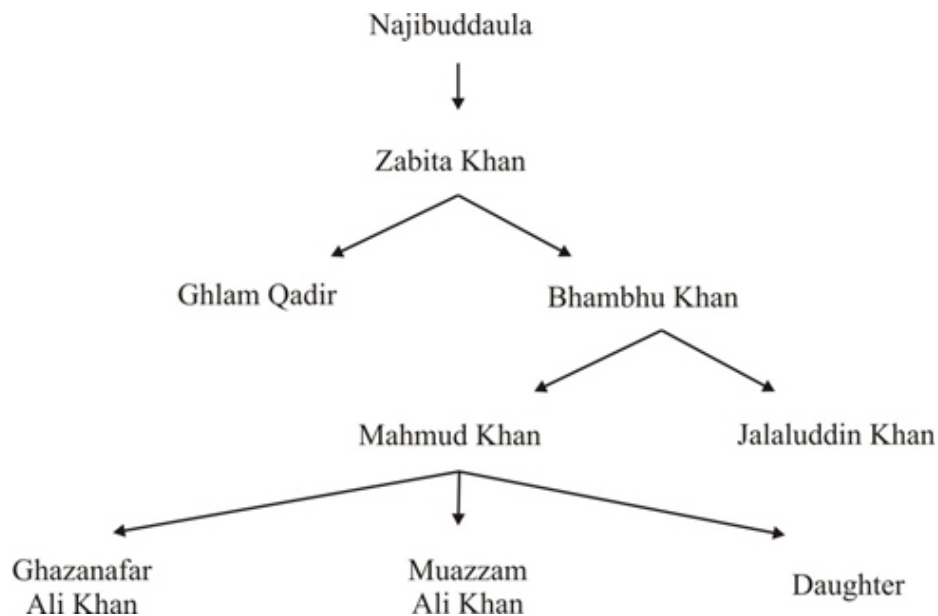 Najibuddaula
Zabita Khan
Ghlam Qadir
Bhambhu Khan
Mahmud Khan
Jalaluddin Khan
Ghazanafar
Ali Khan
Muazzam
Ali Khan
Daughter